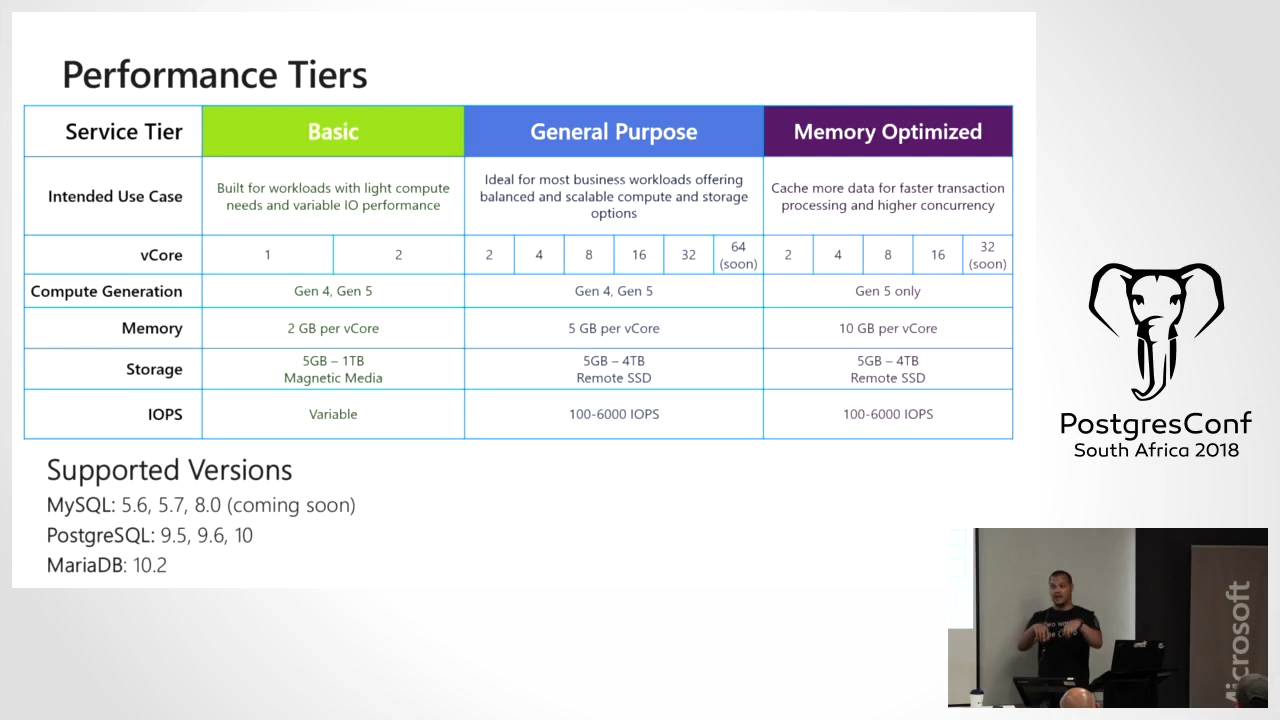 Performance Tiers
Service Tier
Basic
General Purpose
Memory Optimized
Intended Use Case
Built for workloads with light compute
needs and variable IO performance
Ideal for most business workloads offering
balanced and scalable compute and storage
options
Cache more data for faster transaction
processing and higher concurrency
vCore
1
2
2
4
8
16
32
64
(soon)
2
4
8
16
32
(soon)
Compute Generation
Gen 4, Gen 5
Gen 4, Gen 5
Gen 5 only
Memory
2 GB per vCore
5 GB per vCore
10 GB per vCore
Storage
5GB – 1TB
Magnetic Media
5GB – 4TB
Remote SSD
5GB – 4TB
Remote SSD
IOPS
Variable
100-6000 IOPS
100-6000 IOPS
Supported Versions
MySQL: 5.6, 5.7, 8.0 (coming soon)
PostgreSQL: 9.5, 9.6, 10
MariaDB: 10.2
PostgresConf
South Africa 2018
Microsoft